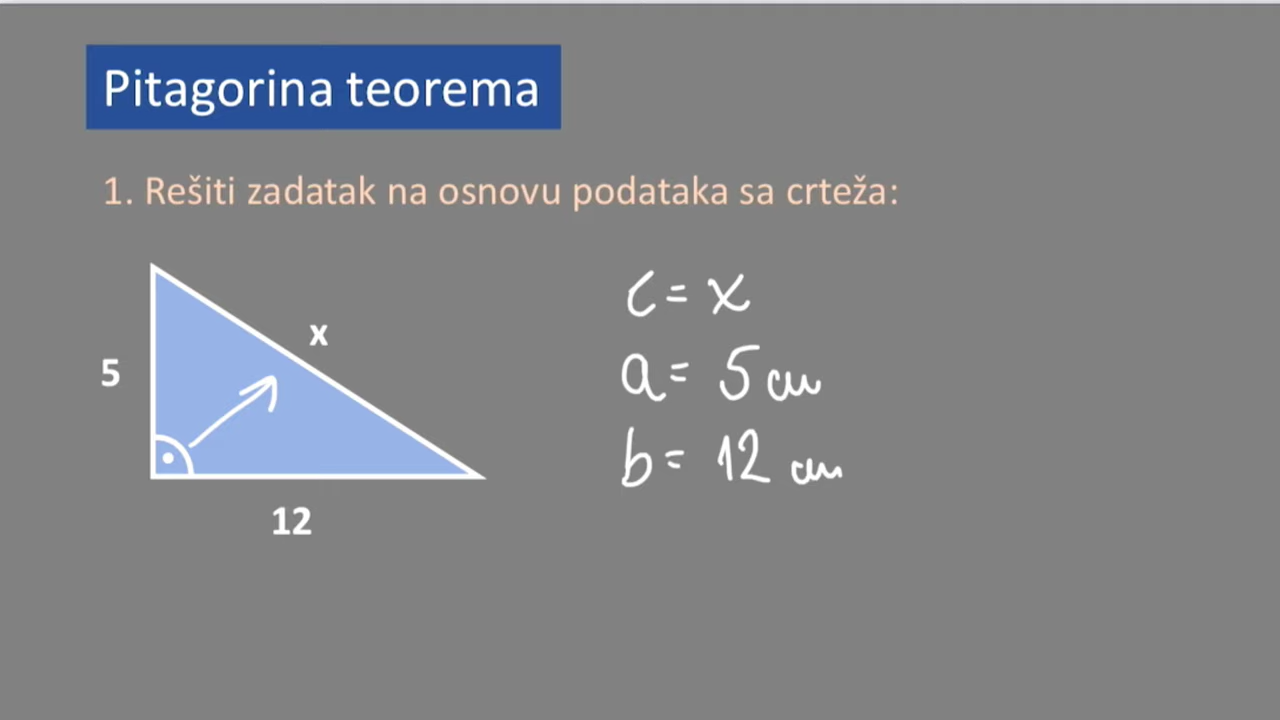 Pitagorina teorema
1. Rešiti zadatak na osnovu podataka sa crteža:
c = x
x
5
a = 5 cm
b = 12 cm
12